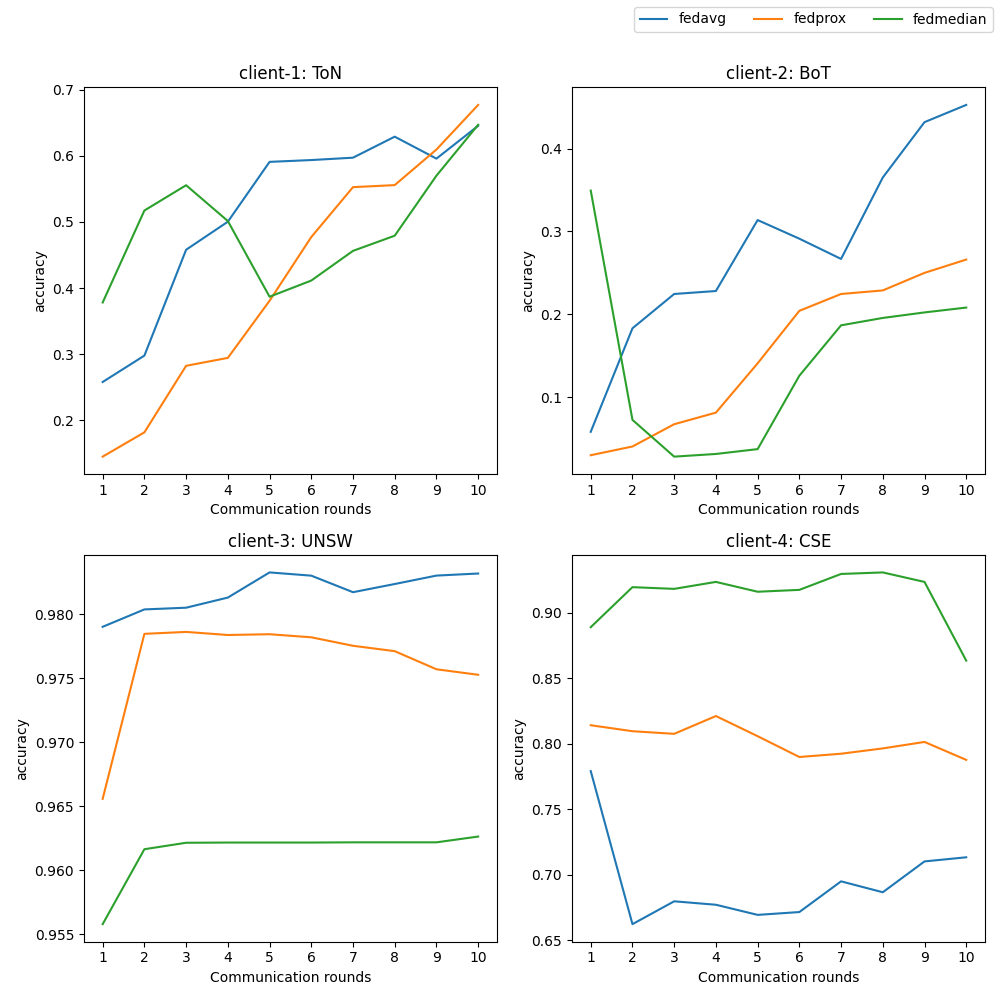 fedavg fedprox fedmedian
client-1: ToN
accuracy
0.7
0.6
0.5
0.4
0.3
0.2
1 2 3 4 5 6 7 8 9 10
Communication rounds
client-2: BoT
accuracy
0.4
0.3
0.2
0.1
1 2 3 4 5 6 7 8 9 10
Communication rounds
client-3: UNSW
accuracy
0.980
0.975
0.970
0.965
0.960
0.955
1 2 3 4 5 6 7 8 9 10
Communication rounds
client-4: CSE
accuracy
0.90
0.85
0.80
0.75
0.70
0.65
1 2 3 4 5 6 7 8 9 10
Communication rounds